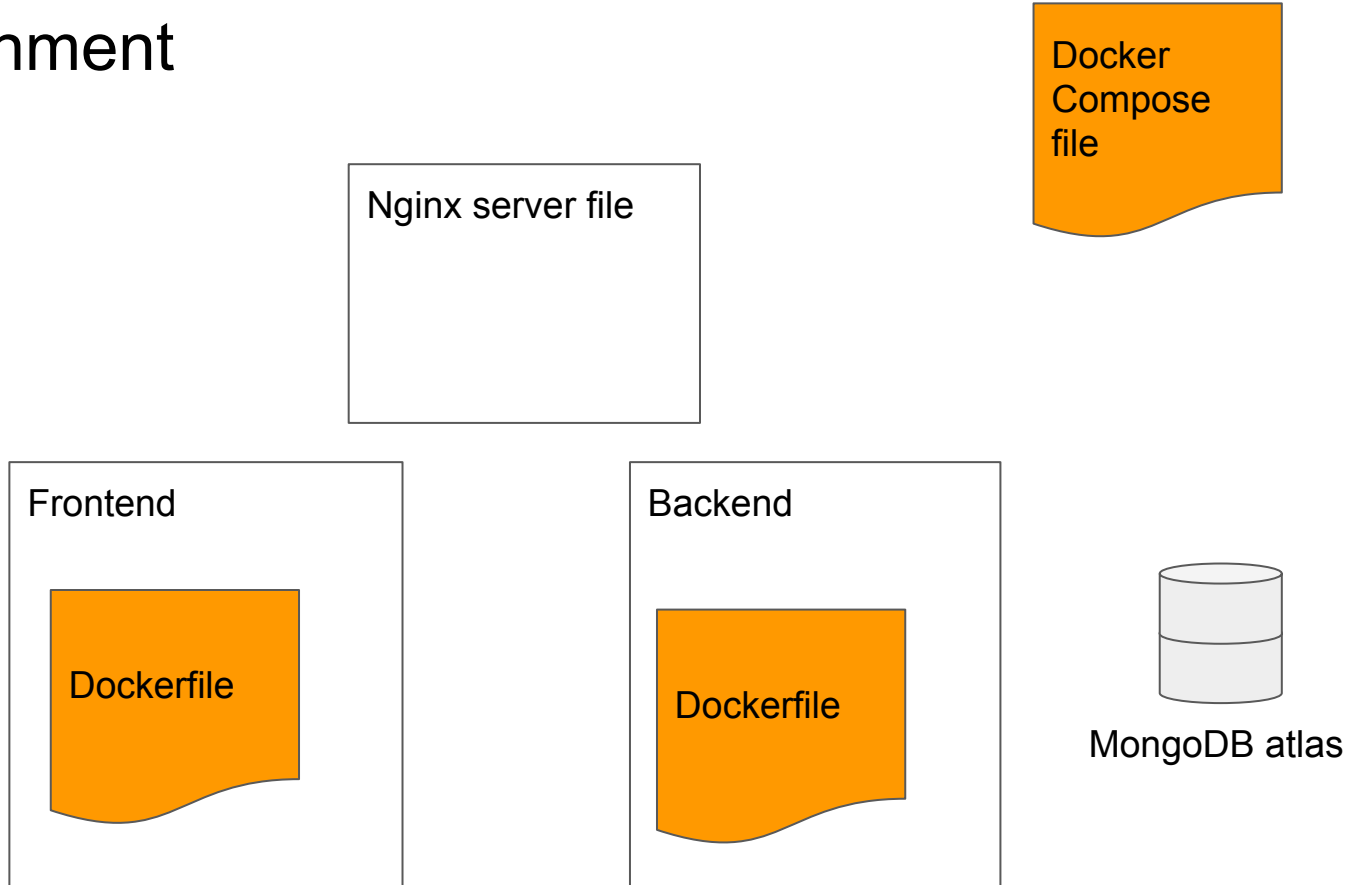 nment
Docker
Compose
file
Nginx server file
Frontend
Backend
Dockerfile
Dockerfile
MongoDB atlas